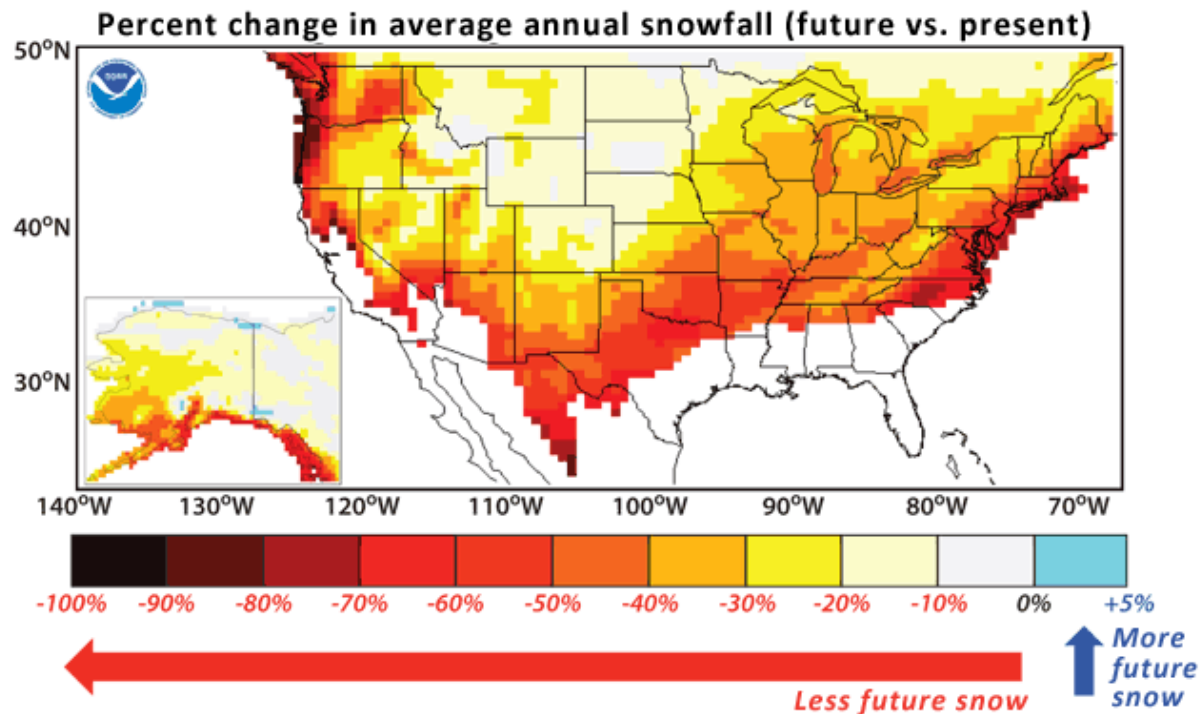 Percent change in average annual snowfall (future vs. present)
50°N
NOAA
40°N
30°N
140°W 130°W 120°W 110°W 100°W 90°W 80°W 70°W
-100% -90% -80% -70% -60% -50% -40% -30% -20% -10% 0% +5%
More
future
snow
Less future snow